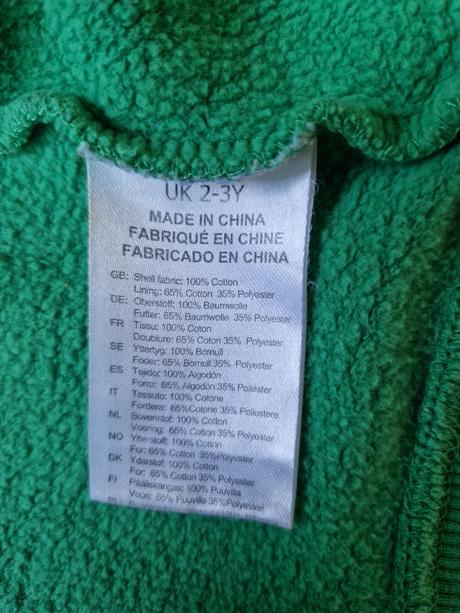 UK 2-3Y
MADE IN CHINA
FABRIQUÉ EN CHINE
FABRICADO EN CHINA
GB: Shell fabric: 100% Cotton
Lining: 65% Cotton 35% Polyester
DE: Oberstoff: 100% Baumwolle
Futter: 65% Baumwolle 35% Polyester
FR Tissu: 100% Coton
Doublure: 65% Coton 35% Polyester
SE Yttertyg: 100% Bomull
Foder: 65% Bomull 35% Polyester
ES Tejido: 100% Algodón
Forro: 65% Algodón 35% Poliéster
IT Tessuto: 100% Cotone
Fordera: 65%Cotone 35% Poliestere
NL Bovenstof: 100% Cotton
Voering: 65% Cotton 35% Polyester
NO Ytterstoff: 100% Cotton
For: 65% Cotton 35%Polyester
DK Yderstof: 100% Cotton
For: 65% Cotton 35% Polyester
FI Pääliskangas: 100% Puuvilla
Vuori: 65% Puuvilla 35%Polyesteri